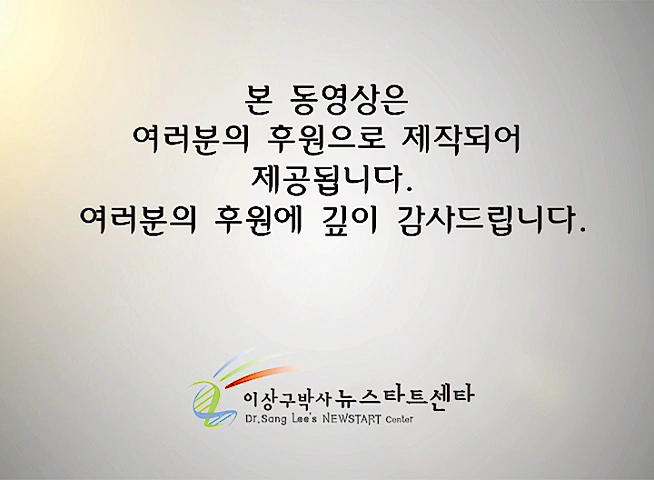 본 동영상은
여러분의 후원으로 제작되어
제공됩니다.
여러분의 후원에 깊이 감사드립니다.
이상구박사 뉴스타트센타
Dr.Sang Lee's NEWSTART Center